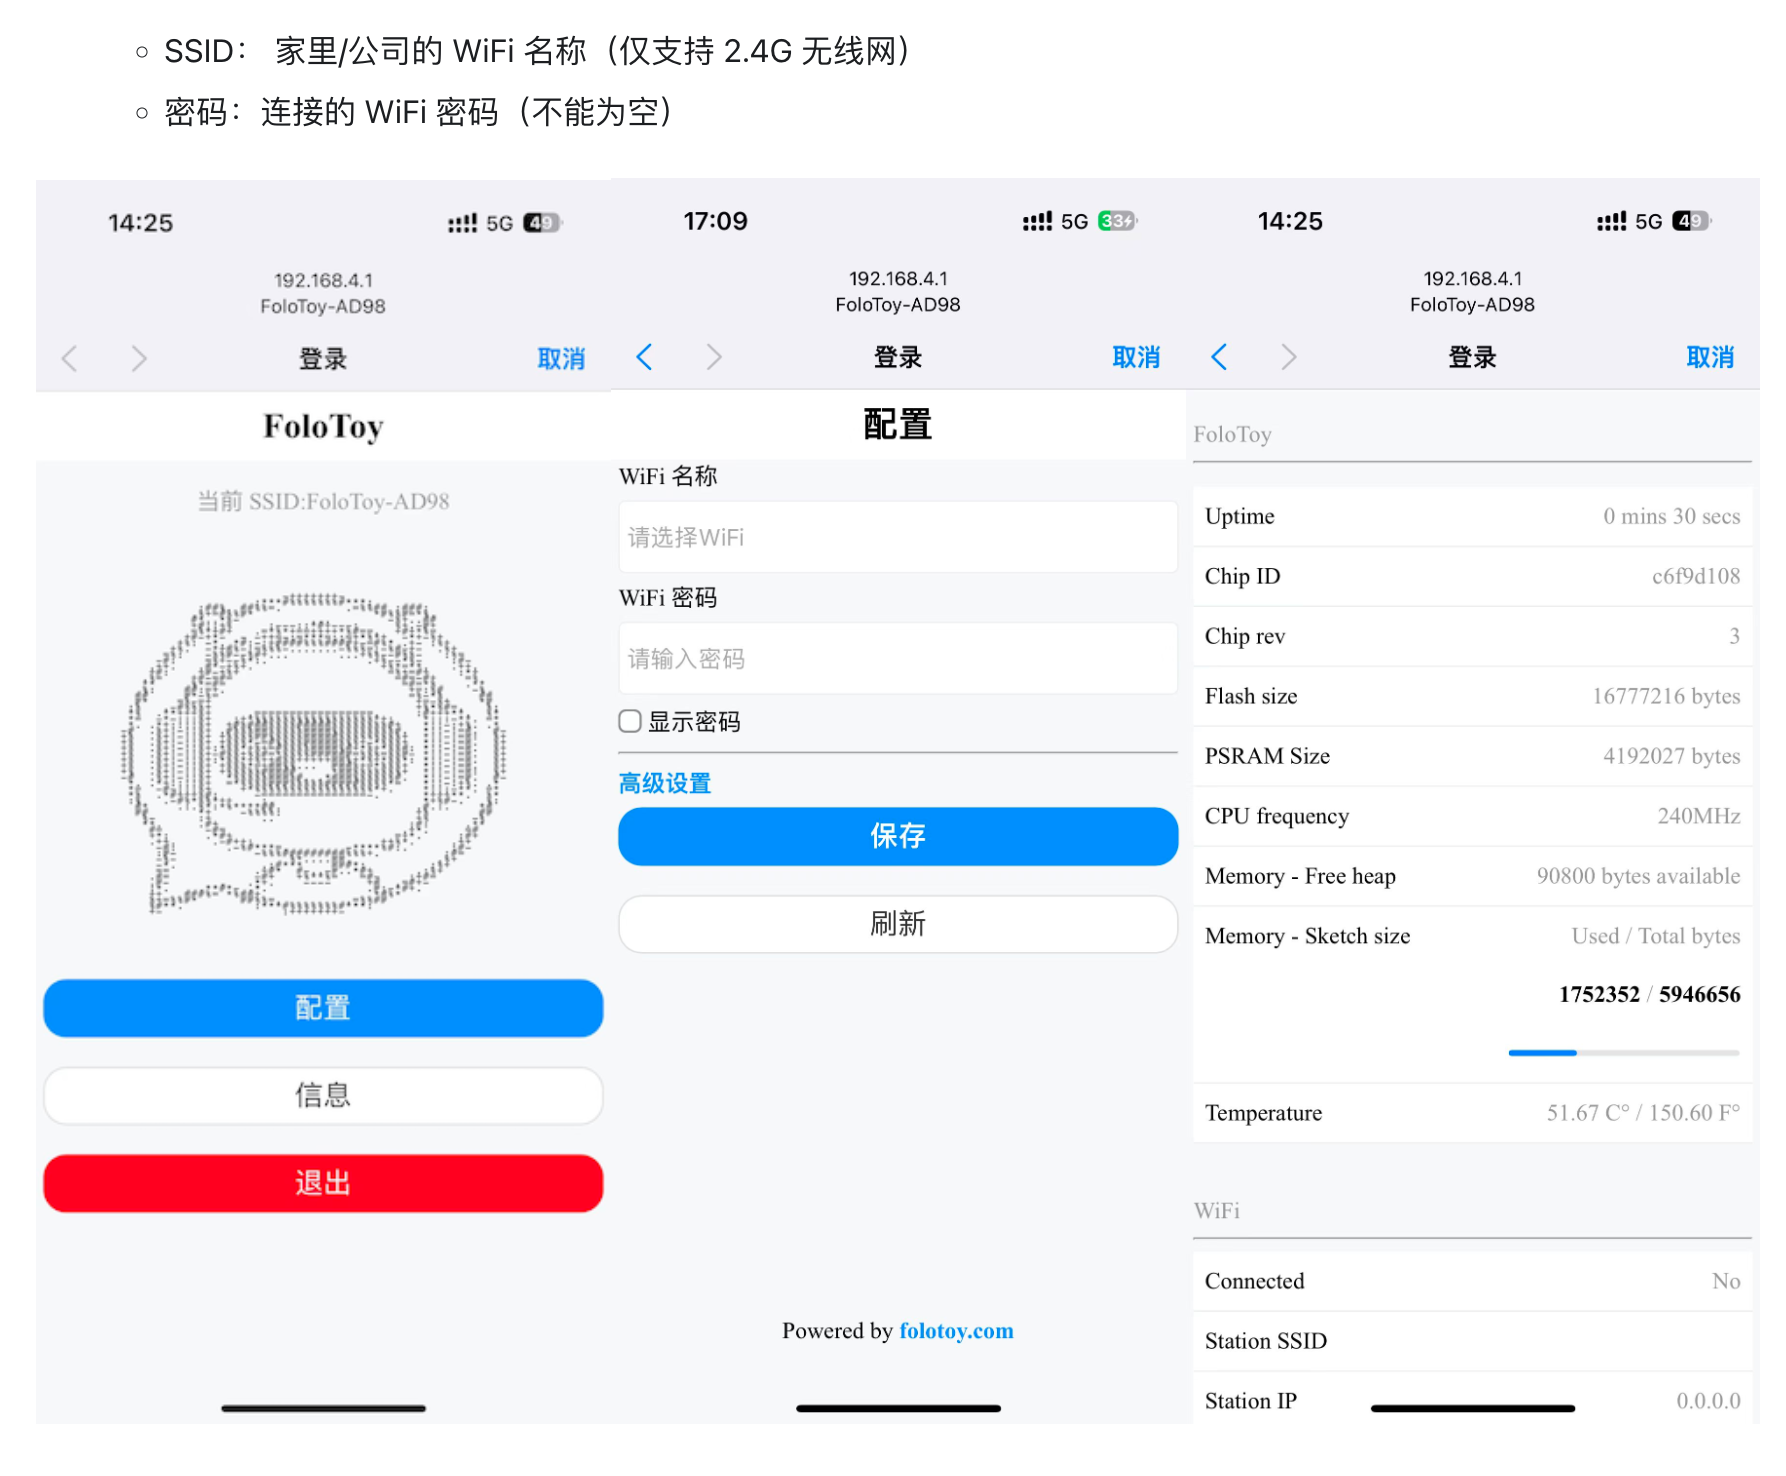 SSID： 家里/公司的 WiFi 名称（仅支持 2.4G 无线网）
密码：连接的 WiFi 密码（不能为空）
14:25
5G 49
192.168.4.1
FoloToy-AD98
登录
取消
FoloToy
当前 SSID:FoloToy-AD98
配置
信息
退出
17:09
5G 33
192.168.4.1
FoloToy-AD98
登录
取消
配置
WiFi 名称
请选择WiFi
WiFi 密码
请输入密码
显示密码
高级设置
保存
刷新
Powered by folotoy.com
14:25
5G 49
192.168.4.1
FoloToy-AD98
登录
取消
FoloToy
Uptime 0 mins 30 secs
Chip ID c6f9d108
Chip rev 3
Flash size 16777216 bytes
PSRAM Size 4192027 bytes
CPU frequency 240MHz
Memory - Free heap 90800 bytes available
Memory - Sketch size Used / Total bytes
1752352 / 5946656
Temperature 51.67 C° / 150.60 F°
WiFi
Connected No
Station SSID
Station IP 0.0.0.0